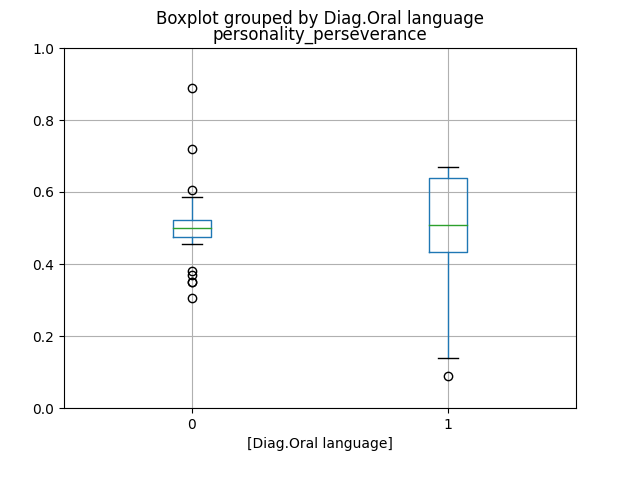 Boxplot grouped by Diag.Oral language
personality_perseverance
1.0
0.8
0.6
0.4
0.2
0.0
0
1
[Diag.Oral language]